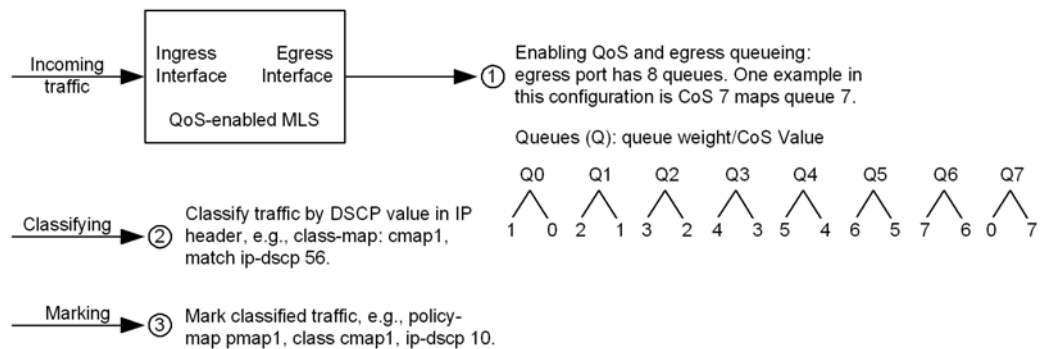 Incoming
traffic
Ingress
Interface
Egress
Interface
QoS-enabled MLS
1
Enabling QoS and egress queueing:
egress port has 8 queues. One example in
this configuration is CoS 7 maps queue 7.
Queues (Q): queue weight/CoS Value
Q0 Q1 Q2 Q3 Q4 Q5 Q6 Q7
1 0 2 1 3 2 4 3 5 4 6 5 7 6 0 7
Classifying
2
Classify traffic by DSCP value in IP
header, e.g., class-map: cmap1,
match ip-dscp 56.
Marking
3
Mark classified traffic, e.g., policy-
map pmap1, class cmap1, ip-dscp 10.